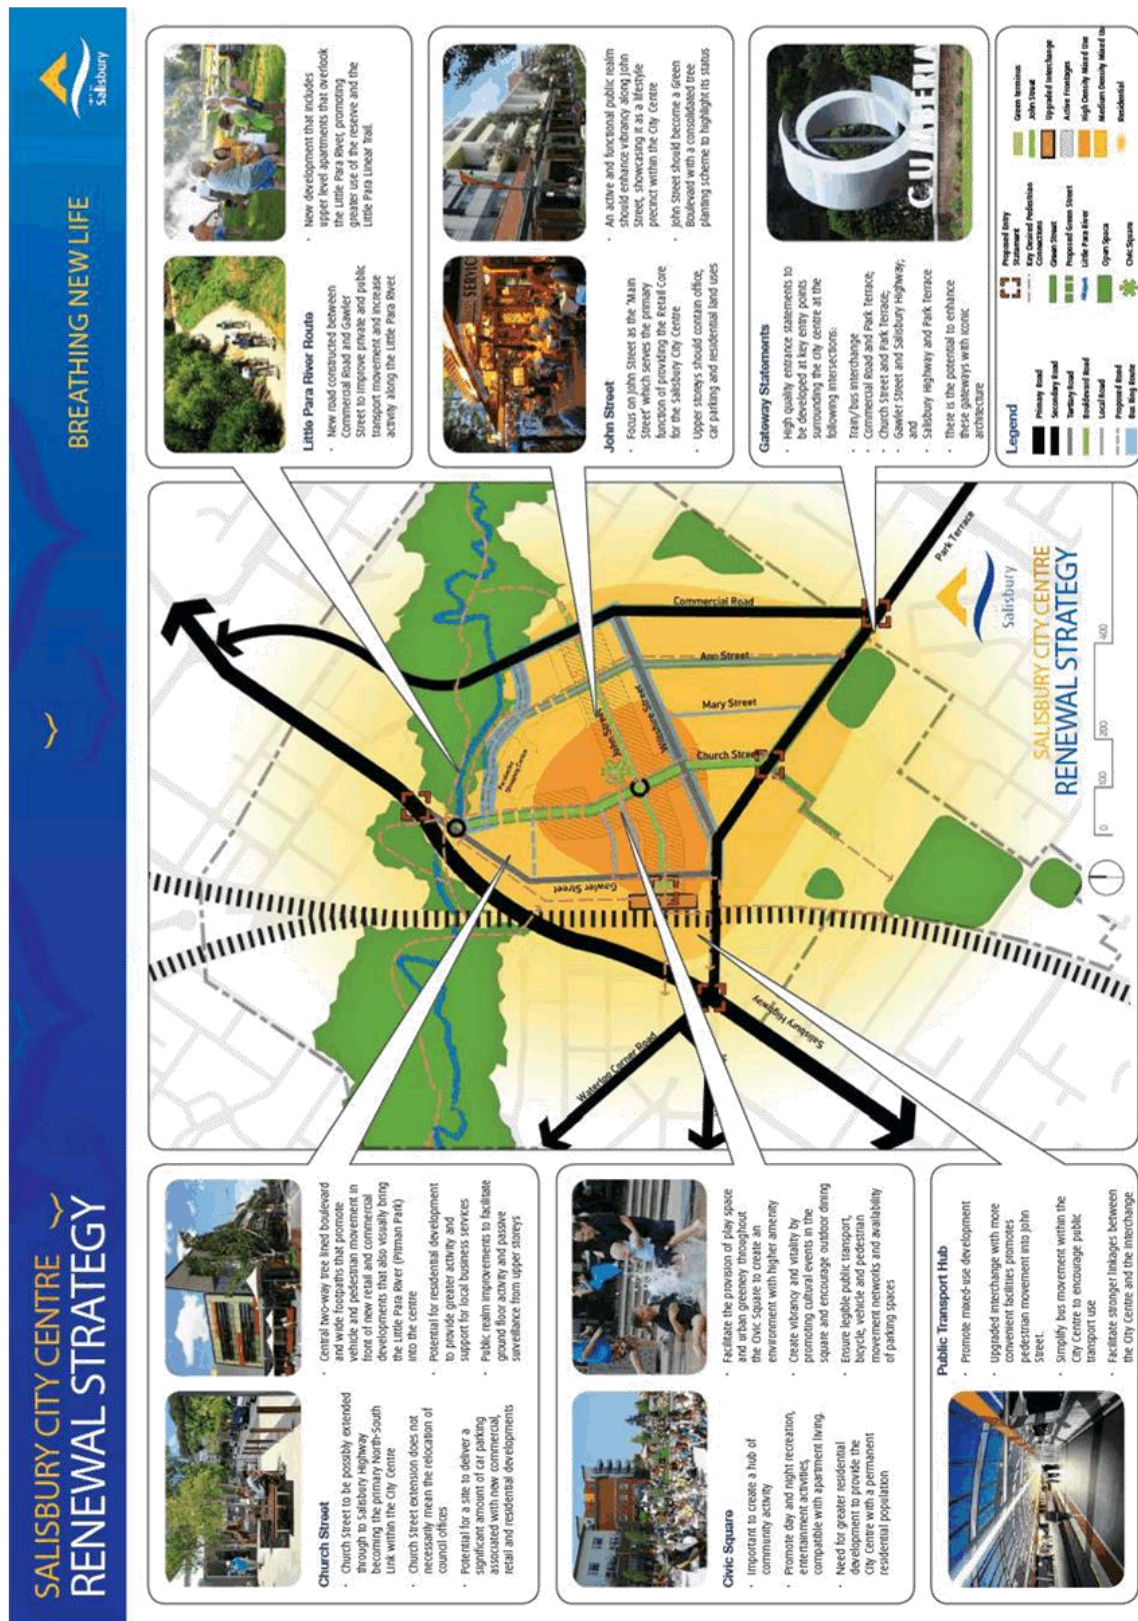 SALISBURY CITY CENTRE
RENEWAL STRATEGY
BREATHING NEW LIFE
Salisbury
Church Street
· Church Street to be possibly extended
through to Salisbury Highway
becoming the primary North-South
Link within the City Centre
· Church Street extension does not
necessarily mean the relocation of
council offices
· Potential for a site to deliver a
significant amount of car parking
associated with new commercial,
retail and residential developments
· Central two-way tree lined boulevard
and wide footpaths that promote
vehicle and pedestrian movement in
front of new retail and commercial
developments that also visually bring
the Little Para River (Pitman Park)
into the centre
· Potential for residential development
to provide greater activity and
support for local business services
· Public realm improvements to facilitate
ground floor activity and passive
surveillance from upper storeys
Civic Square
· Important to create a hub of
community activity
· Promote day and night recreation,
entertainment activities,
compatible with apartment living.
· Need for greater residential
development to provide the
City Centre with a permanent
residential population
· Facilitate the provision of play space
and urban greenery throughout
the Civic Square to create an
environment with higher amenity
· Create vibrancy and vitality by
promoting cultural events in the
square and encourage outdoor dining
· Ensure legible public transport,
bicycle, vehicle and pedestrian
movement networks and availability
of parking spaces
Public Transport Hub
· Promote mixed-use development
· Upgraded interchange with more
convenient facilities promotes
pedestrian movement into John
Street.
· Simplify bus movement within the
City Centre to encourage public
transport use
· Facilitate stronger linkages between
the City Centre and the Interchange
Waterloo Corner Road
Salisbury Highway
Gawler Street
Shopping Centre
John Street
Wiltshire Street
Church Street
Mary Street
Ann Street
Commercial Road
Park Terrace
0 100 200 400
SALISBURY CITY CENTRE
RENEWAL STRATEGY
Salisbury
Little Para River Route
· New road constructed between
Commercial Road and Gawler
Street to improve private and public
transport movement and increase
activity along the Little Para River.
· New development that includes
upper level apartments that overlook
the Little Para River, promoting
greater use of the reserve and the
Little Para Linear Trail.
SERVIC
John Street
· Focus on John Street as the 'Main
Street' which serves the primary
function of providing the Retail Core
for the Salisbury City Centre
· Upper storeys should contain office,
car parking and residential land uses
· An active and functional public realm
should enhance vibrancy along John
Street, showcasing it as a lifestyle
precinct within the City Centre
· John Street should become a Green
Boulevard with a consolidated tree
planting scheme to highlight its status
Gateway Statements
· High quality entrance statements to
be developed at key entry points
surrounding the city centre at the
following intersections:
· Train/bus interchange
· Commercial Road and Park Terrace;
· Church Street and Park Terrace;
· Gawler Street and Salisbury Highway;
and
· Salisbury Highway and Park Terrace
· There is the potential to enhance
these gateways with iconic
architecture
Legend
Primary Road
Secondary Road
Tertiary Road
Boulevard Road
Local Road
Proposed Road
Bus Ring Route
Proposed Entry
Statement
Key Desired Pedestrian
Connections
Green Street
Proposed Green Street
Little Para River
Open Space
Civic Square
Green Terminus
John Street
Upgraded Interchange
Active Frontages
High Density Mixed Use
Medium Density Mixed Use
Residential